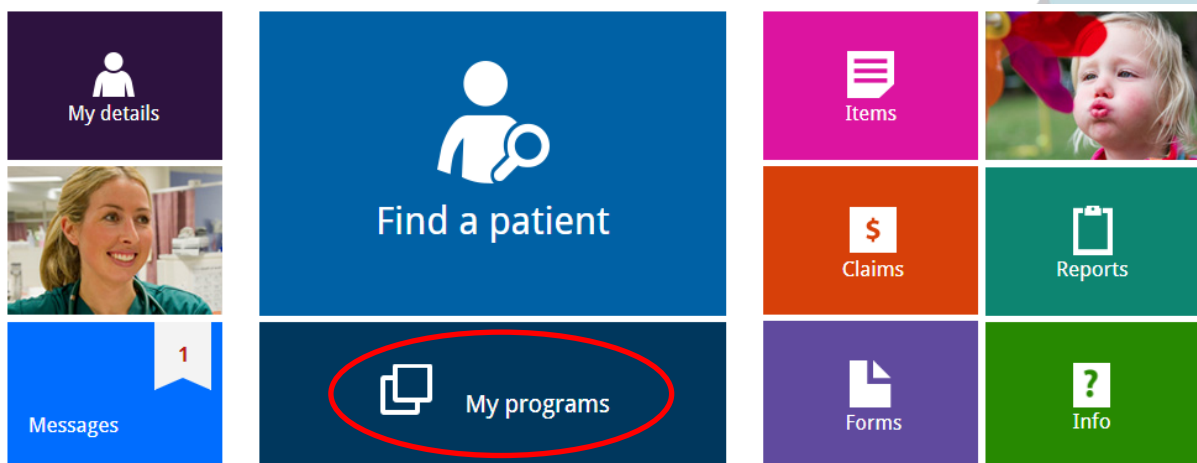 My details
Find a patient
Items
$
Claims
Reports
1
Messages
My programs
Forms
?
Info